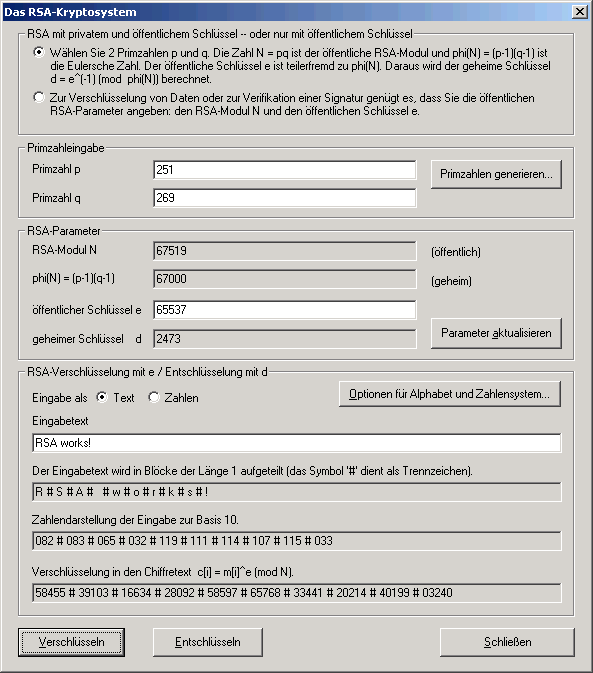 Das RSA-Kryptosystem
RSA mit privatem und öffentlichem Schlüssel -- oder nur mit öffentlichem Schlüssel
Wählen Sie 2 Primzahlen p und q. Die Zahl N = pq ist der öffentliche RSA-Modul und phi(N) = (p-1)(q-1) ist
die Eulersche Zahl. Der öffentliche Schlüssel e ist teilerfremd zu phi(N). Daraus wird der geheime Schlüssel
d = e^(-1) (mod phi(N)) berechnet.
Zur Verschlüsselung von Daten oder zur Verifikation einer Signatur genügt es, dass Sie die öffentlichen
RSA-Parameter angeben: den RSA-Modul N und den öffentlichen Schlüssel e.
Primzahleingabe
Primzahl p 251 Primzahlen generieren...
Primzahl q 269
RSA-Parameter
RSA-Modul N 67519 (öffentlich)
phi(N) = (p-1)(q-1) 67000 (geheim)
öffentlicher Schlüssel e 65537
geheimer Schlüssel d 2473 Parameter aktualisieren
RSA-Verschlüsselung mit e / Entschlüsselung mit d
Eingabe als Text Zahlen Optionen für Alphabet und Zahlensystem...
Eingabetext
RSA works!
Der Eingabetext wird in Blöcke der Länge 1 aufgeteilt (das Symbol '#' dient als Trennzeichen).
R # S # A #   # w # o # r # k # s # !
Zahlendarstellung der Eingabe zur Basis 10.
082 # 083 # 065 # 032 # 119 # 111 # 114 # 107 # 115 # 033
Verschlüsselung in den Chiffretext c[i] = m[i]^e (mod N).
58455 # 39103 # 16634 # 28092 # 58597 # 65768 # 33441 # 20214 # 40199 # 03240
Verschlüsseln Entschlüsseln Schließen